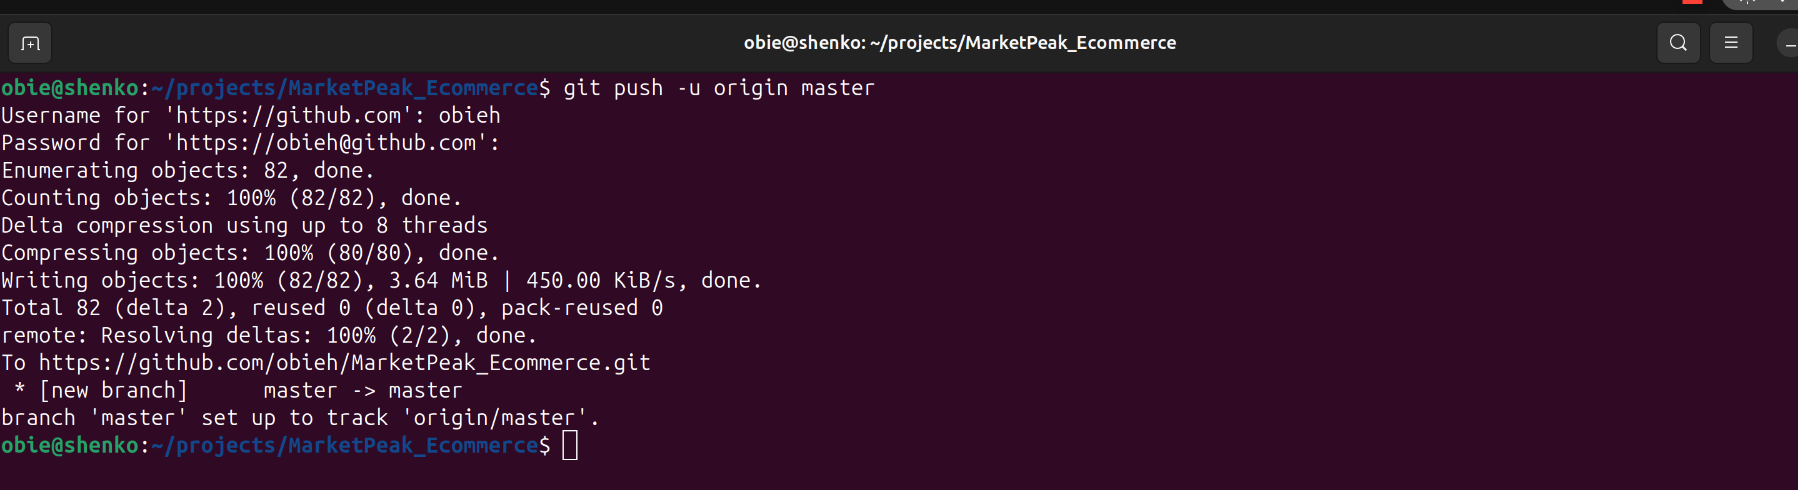 obie@shenko: ~/projects/MarketPeak_Ecommerce
obie@shenko:~/projects/MarketPeak_Ecommerce$ git push -u origin master
Username for 'https://github.com': obieh
Password for 'https://obieh@github.com':
Enumerating objects: 82, done.
Counting objects: 100% (82/82), done.
Delta compression using up to 8 threads
Compressing objects: 100% (80/80), done.
Writing objects: 100% (82/82), 3.64 MiB | 450.00 KiB/s, done.
Total 82 (delta 2), reused 0 (delta 0), pack-reused 0
remote: Resolving deltas: 100% (2/2), done.
To https://github.com/obieh/MarketPeak_Ecommerce.git
 * [new branch]      master -> master
branch 'master' set up to track 'origin/master'.
obie@shenko:~/projects/MarketPeak_Ecommerce$